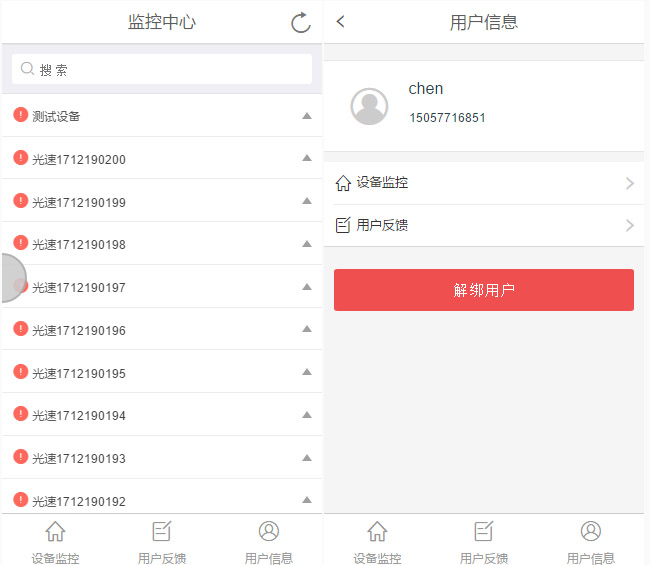 监控中心
搜 索
测试设备
光速1712190200
光速1712190199
光速1712190198
光速1712190197
光速1712190196
光速1712190195
光速1712190194
光速1712190193
光速1712190192
设备监控
用户反馈
用户信息
用户信息
chen
15057716851
设备监控
用户反馈
解绑用户
设备监控
用户反馈
用户信息